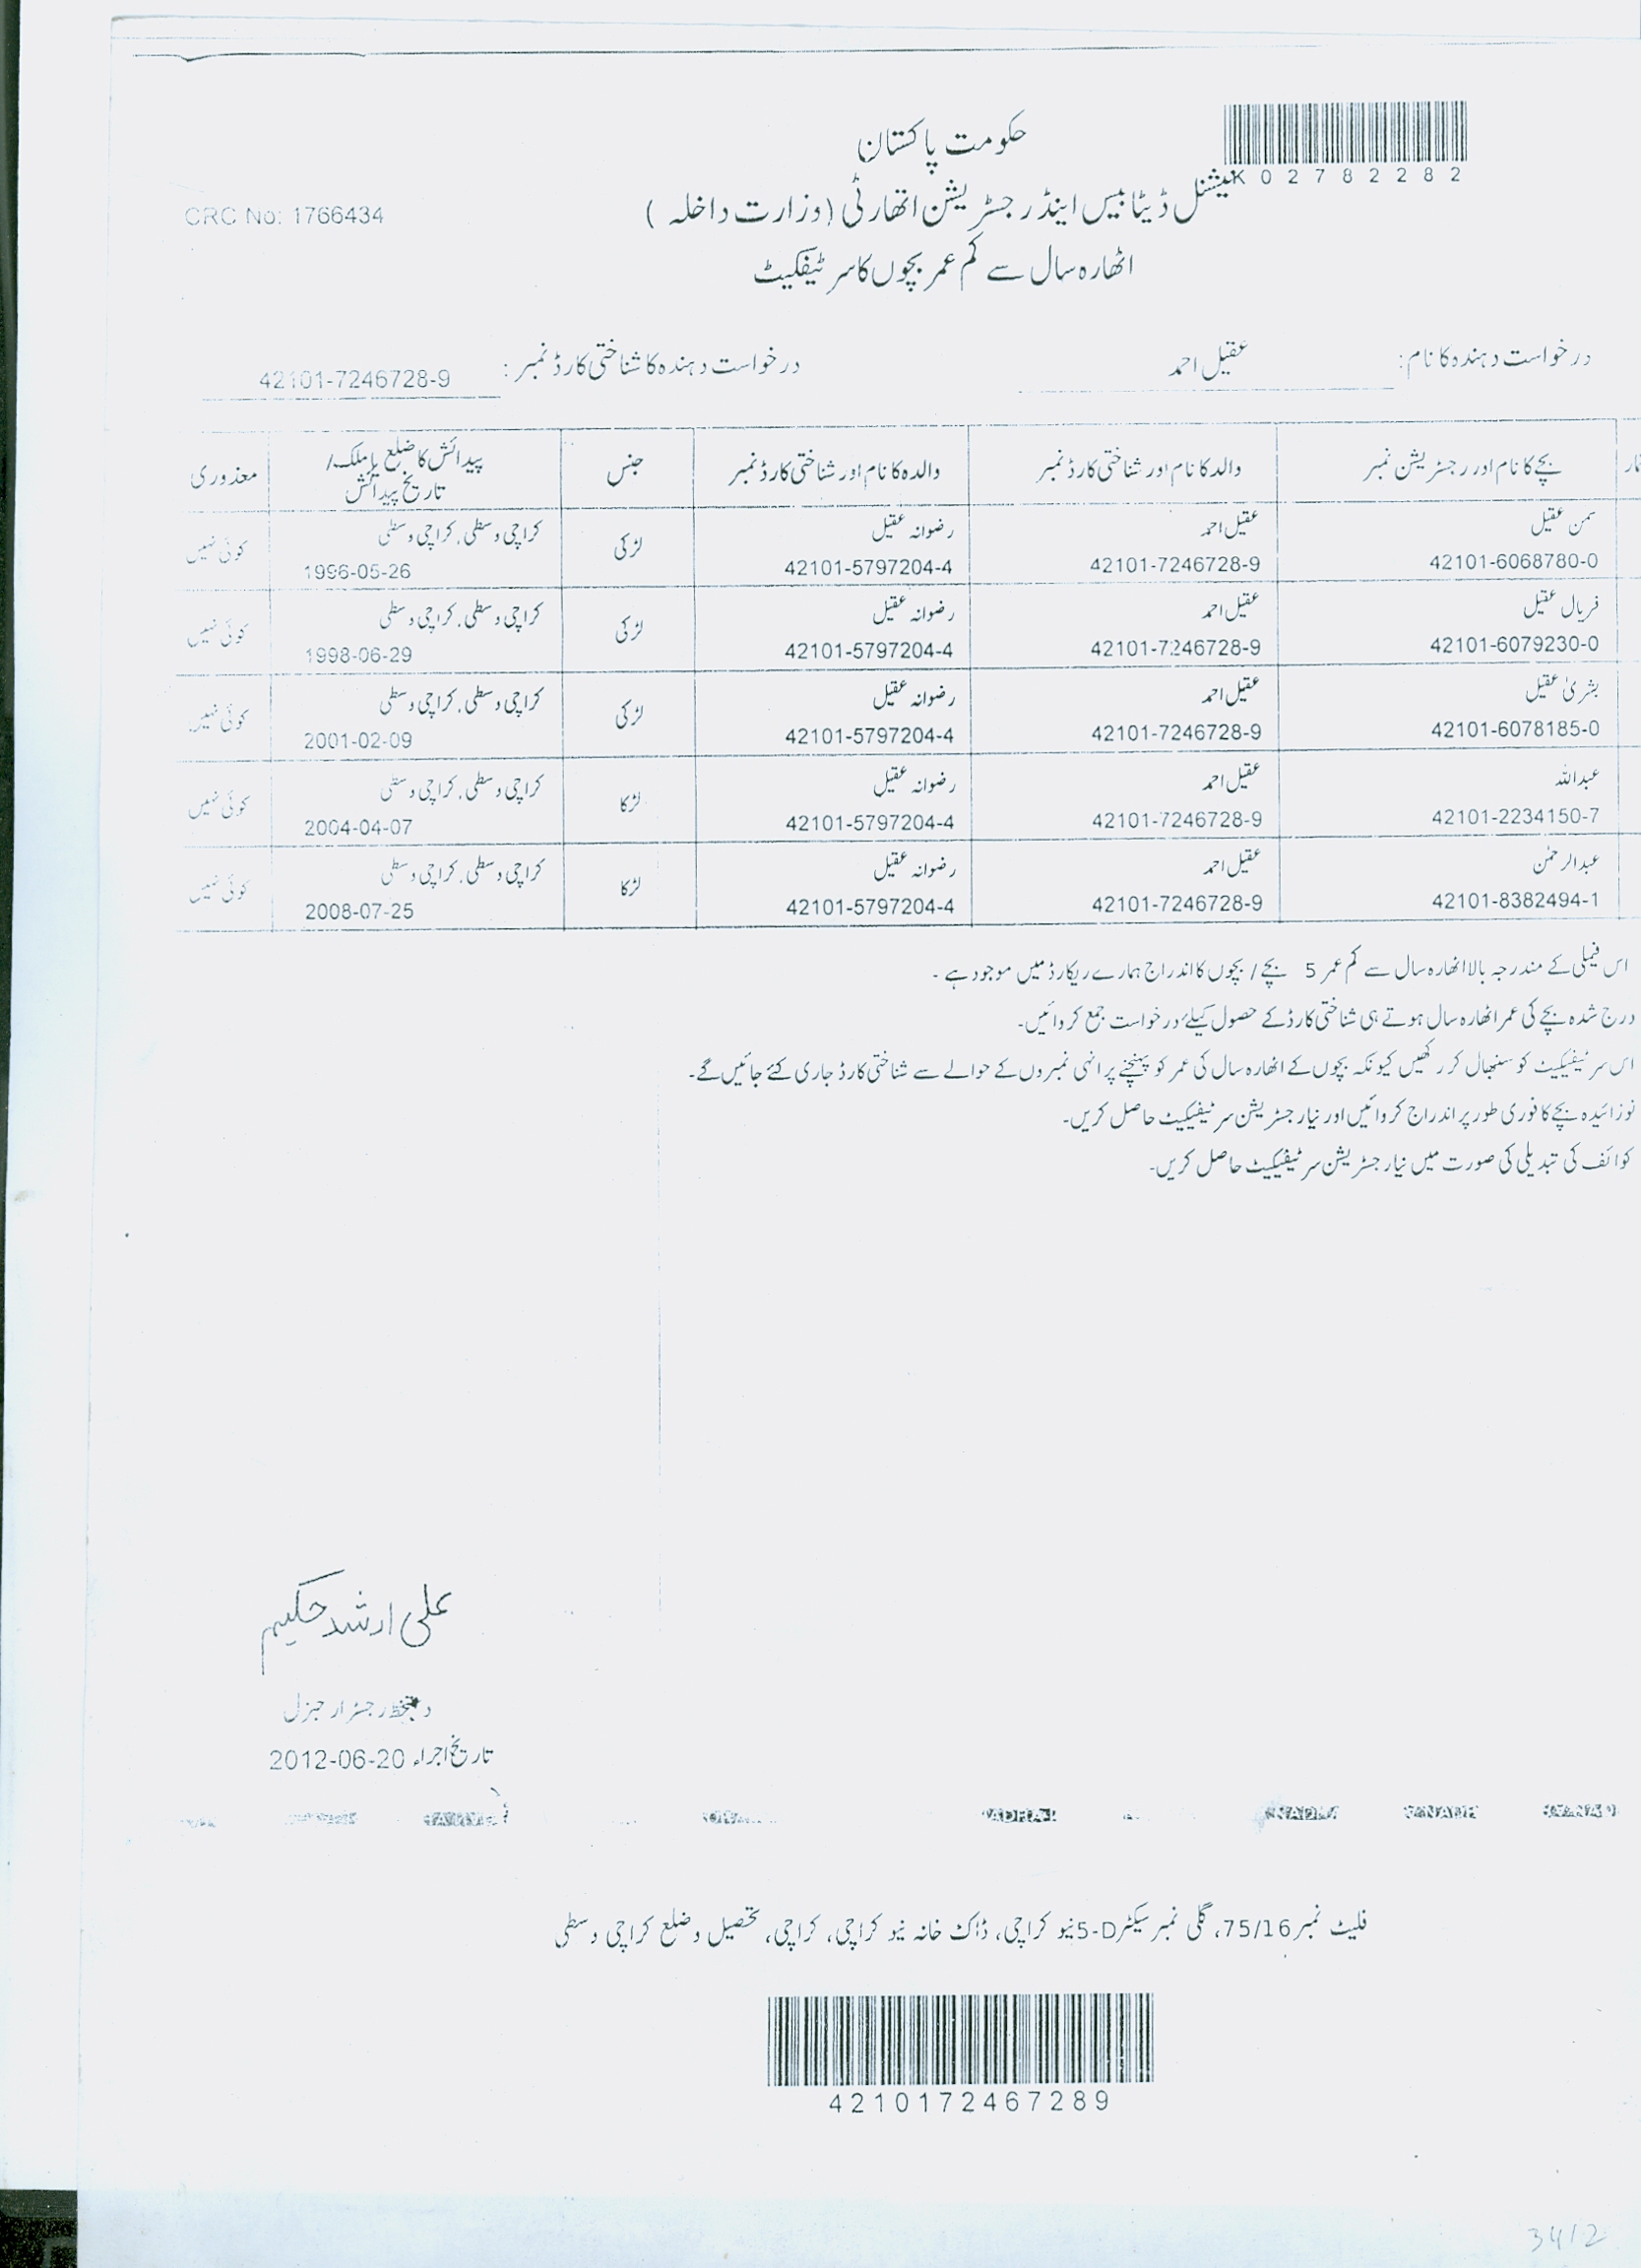 حکومت پاکستان
K02782282
نیشنل ڈیٹا بیس اینڈ رجسٹریشن اتھارٹی (وزارت داخلہ)
CRC No: 1766434
اٹھارہ سال سے کم عمر بچوں کا سرٹیفکیٹ
درخواست دہندہ کا نام: عقیل احمد درخواست دہندہ کا شناختی کارڈ نمبر: 42101-7246728-9
بچے کا نام اور رجسٹریشن نمبر والد کا نام اور شناختی کارڈ نمبر والدہ کا نام اور شناختی کارڈ نمبر جنس پیدائش کا ضلع یا ملک/ معذوری
تاریخ پیدائش
سمن عقیل عقیل احمد رضوانہ عقیل لڑکی کراچی وسطی، کراچی وسطی کوئی نہیں
42101-6068780-0 42101-7246728-9 42101-5797204-4 1996-05-26
فریال عقیل عقیل احمد رضوانہ عقیل لڑکی کراچی وسطی، کراچی وسطی کوئی نہیں
42101-6079230-0 42101-7246728-9 42101-5797204-4 1998-06-29
بشریٰ عقیل عقیل احمد رضوانہ عقیل لڑکی کراچی وسطی، کراچی وسطی کوئی نہیں
42101-6078185-0 42101-7246728-9 42101-5797204-4 2001-02-09
عبداللہ عقیل احمد رضوانہ عقیل لڑکا کراچی وسطی، کراچی وسطی کوئی نہیں
42101-2234150-7 42101-7246728-9 42101-5797204-4 2004-04-07
عبدالرحمٰن عقیل احمد رضوانہ عقیل لڑکا کراچی وسطی، کراچی وسطی کوئی نہیں
42101-8382494-1 42101-7246728-9 42101-5797204-4 2008-07-25
اس فیملی کے مندرجہ بالا اٹھارہ سال سے کم عمر 5 بچے / بچوں کا اندراج ہمارے ریکارڈ میں موجود ہے ۔
درج شدہ بچے کی عمر اٹھارہ سال ہوتے ہی شناختی کارڈ کے حصول کیلئے درخواست جمع کروائیں۔
اس سرٹیفیکیٹ کو سنبھال کر رکھیں کیونکہ بچوں کے اٹھارہ سال کی عمر کو پہنچنے پر انہی نمبروں کے حوالے سے شناختی کارڈ جاری کئے جائیں گے۔
نوزائیدہ بچے کا فوری طور پر اندراج کروائیں اور نیا رجسٹریشن سرٹیفیکیٹ حاصل کریں۔
کوائف کی تبدیلی کی صورت میں نیا رجسٹریشن سرٹیفیکیٹ حاصل کریں۔
علی ارشد حکیم
دستخط رجسٹرار جنرل
تاریخ اجراء 2012-06-20
فلیٹ نمبر 75/16، گلی نمبر سیکٹر 5-D نیو کراچی، ڈاک خانہ نیو کراچی، کراچی، تحصیل و ضلع کراچی وسطی
4210172467289
3412